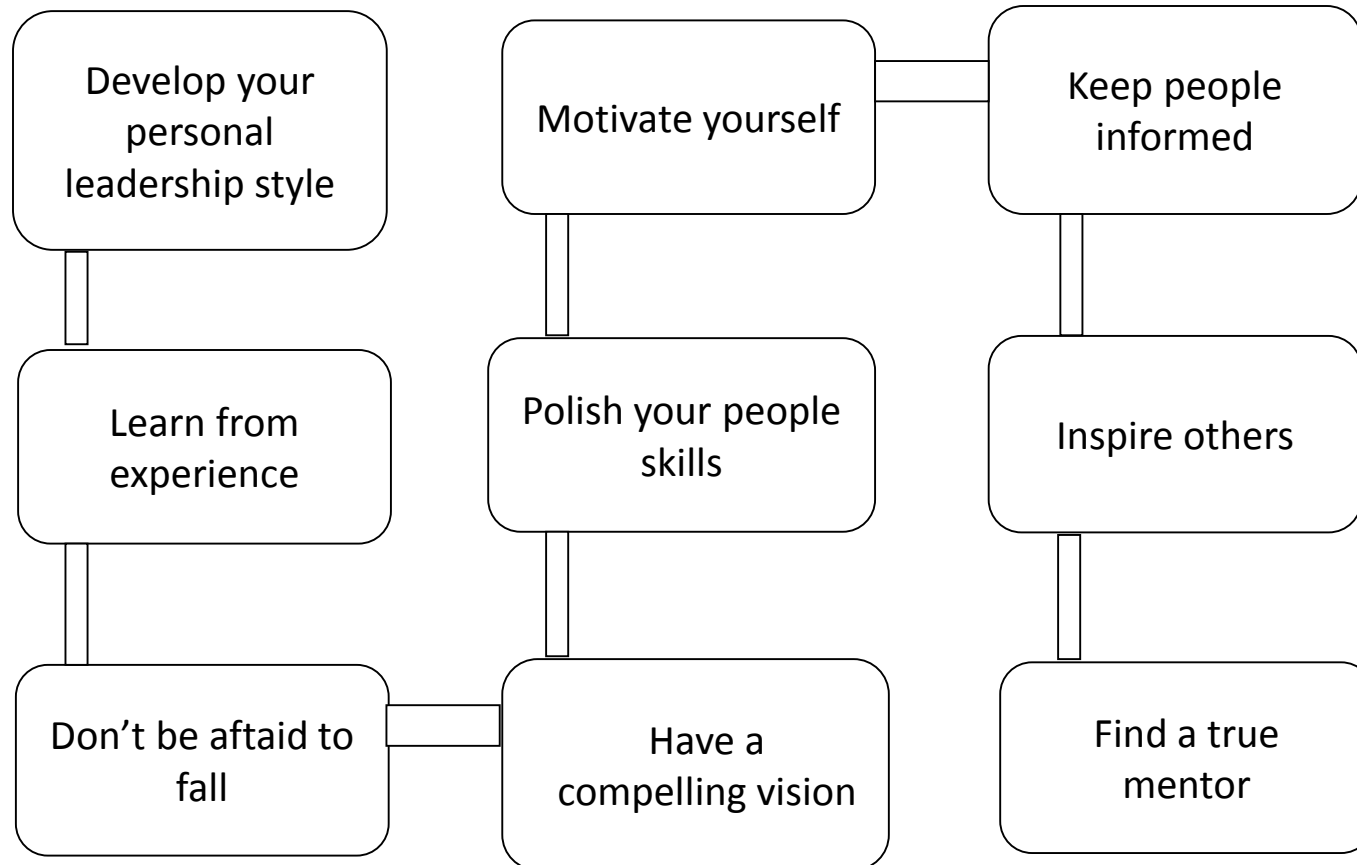 Develop your
personal
leadership style
Learn from
experience
Don’t be aftaid to
fall
Have a
compelling vision
Polish your people
skills
Motivate yourself
Keep people
informed
Inspire others
Find a true
mentor